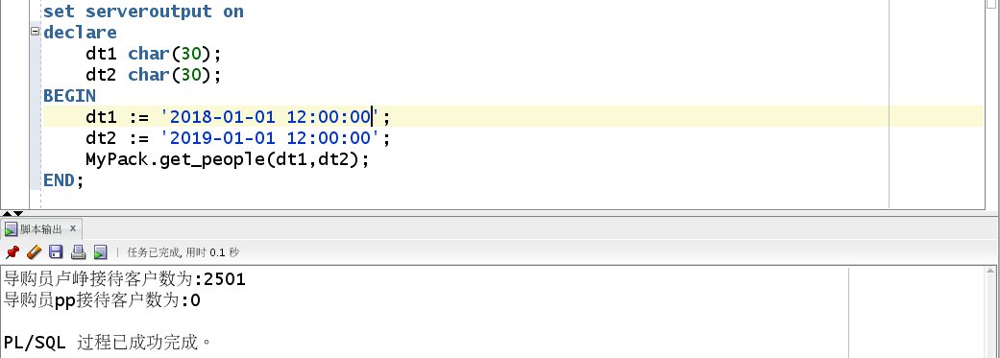 set serveroutput on
declare
dt1 char(30);
dt2 char(30);
BEGIN
dt1 := '2018-01-01 12:00:00';
dt2 := '2019-01-01 12:00:00';
MyPack.get_people(dt1,dt2);
END;
脚本输出 x
任务已完成, 用时 0.1 秒
导购员卢峥接待客户数为:2501
导购员pp接待客户数为:0
PL/SQL 过程已成功完成。